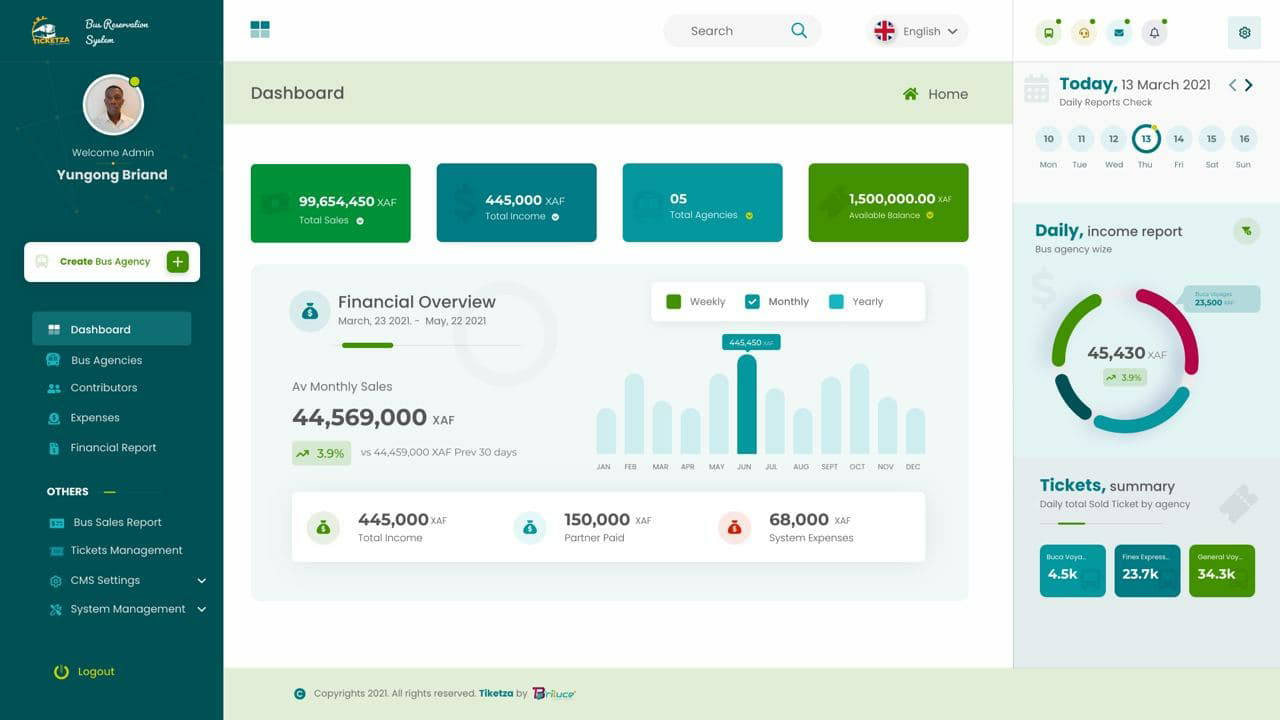 TICKETZA
Bus Reservation
System
Welcome Admin
Yungong Briand
Create Bus Agency
Dashboard
Bus Agencies
Contributors
Expenses
Financial Report
OTHERS
Bus Sales Report
Tickets Management
CMS Settings
System Management
Logout
Search
English
Dashboard
Home
99,654,450 XAF
Total Sales
445,000 XAF
Total Income
05
Total Agencies
1,500,000.00 XAF
Available Balance
Financial Overview
March, 23 2021. - May, 22 2021
Weekly
Monthly
Yearly
Av Monthly Sales
44,569,000 XAF
3.9%
vs 44,459,000 XAF Prev 30 days
445,450 XAF
JAN FEB MAR APR MAY JUN JUL AUG SEPT OCT NOV DEC
445,000 XAF
Total Income
150,000 XAF
Partner Paid
68,000 XAF
System Expenses
Copyrights 2021. All rights reserved. Tiketza by Briluce
Today, 13 March 2021
Daily Reports Check
10 11 12 13 14 15 16
Mon Tue Wed Thu Fri Sat Sun
Daily, income report
Bus agency wize
Buca Voyages
23,500 XAF
45,430 XAF
3.9%
Tickets, summary
Daily total Sold Ticket by agency
Buca Voya...
4.5k
Finex Express...
23.7k
General Voy...
34.3k